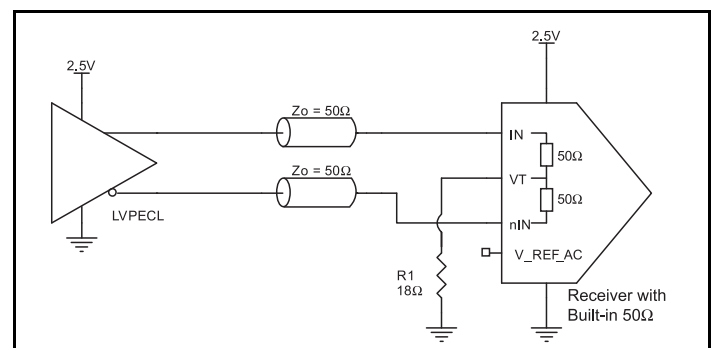 2.5V
2.5V
Zo = 50Ω
IN
50Ω
Zo = 50Ω
VT
50Ω
LVPECL
nIN
V_REF_AC
R1
18Ω
Receiver with
Built-in 50Ω